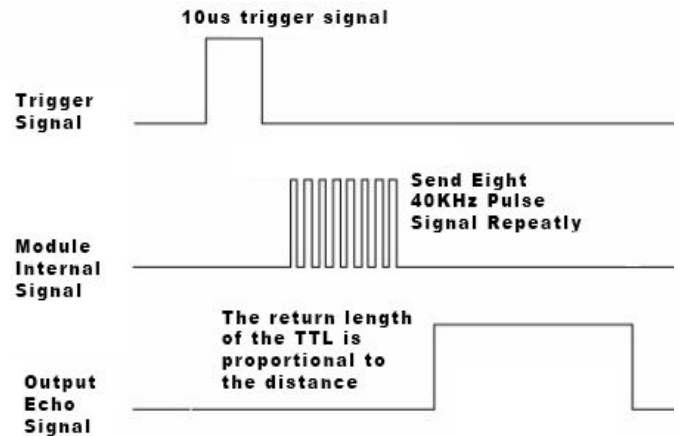 10us trigger signal
Trigger
Signal
Send Eight
40KHz Pulse
Signal Repeatly
Module
Internal
Signal
The return length
of the TTL is
proportional to
the distance
Output
Echo
Signal